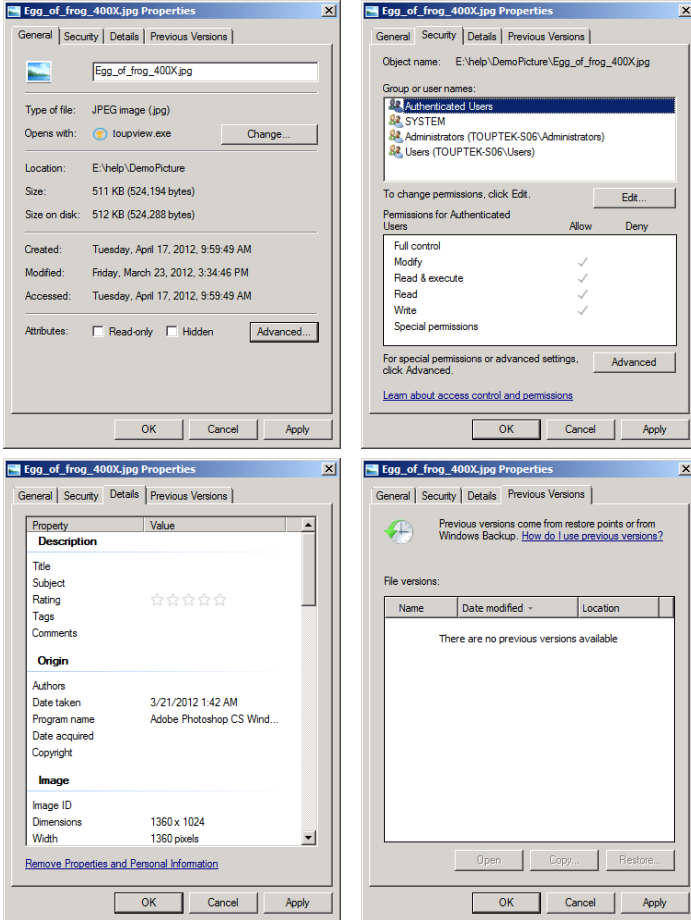 Egg_of_frog_400X.jpg Properties
General Security Details Previous Versions
Egg_of_frog_400X.jpg
Type of file: JPEG image (.jpg)
Opens with: toupview.exe Change...
Location: E:\help\DemoPicture
Size: 511 KB (524,194 bytes)
Size on disk: 512 KB (524,288 bytes)
Created: Tuesday, April 17, 2012, 9:59:49 AM
Modified: Friday, March 23, 2012, 3:34:46 PM
Accessed: Tuesday, April 17, 2012, 9:59:49 AM
Attributes: Read-only Hidden Advanced...
OK Cancel Apply
Egg_of_frog_400X.jpg Properties
General Security Details Previous Versions
Object name: E:\help\DemoPicture\Egg_of_frog_400X.jpg
Group or user names:
Authenticated Users
SYSTEM
Administrators (TOUPTEK-S06\Administrators)
Users (TOUPTEK-S06\Users)
To change permissions, click Edit. Edit...
Permissions for Authenticated
Users Allow Deny
Full control
Modify
Read & execute
Read
Write
Special permissions
For special permissions or advanced settings,
click Advanced. Advanced
Learn about access control and permissions
OK Cancel Apply
Egg_of_frog_400X.jpg Properties
General Security Details Previous Versions
Property Value
Description
Title
Subject
Rating
Tags
Comments
Origin
Authors
Date taken 3/21/2012 1:42 AM
Program name Adobe Photoshop CS Wind...
Date acquired
Copyright
Image
Image ID
Dimensions 1360 x 1024
Width 1360 pixels
Remove Properties and Personal Information
OK Cancel Apply
Egg_of_frog_400X.jpg Properties
General Security Details Previous Versions
Previous versions come from restore points or from
Windows Backup. How do I use previous versions?
File versions:
Name Date modified Location
There are no previous versions available
Open Copy... Restore...
OK Cancel Apply